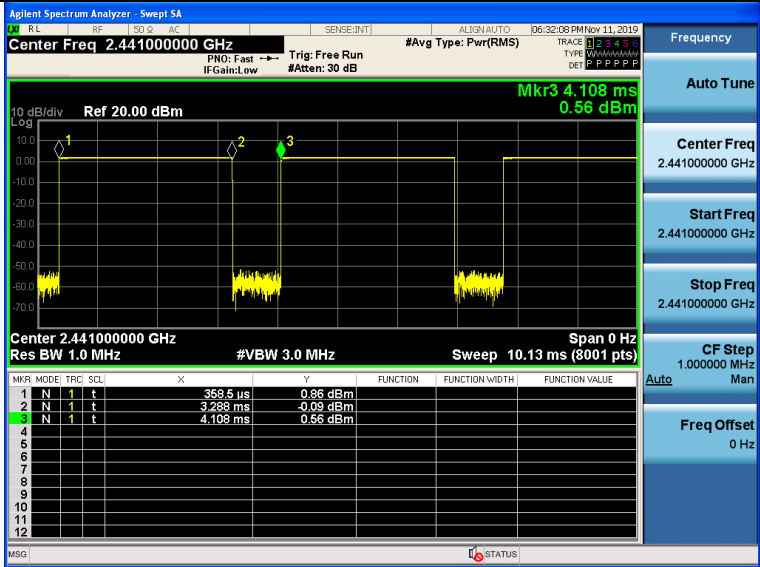 Agilent Spectrum Analyzer - Swept SA
LXI RL RF 50 Ω AC SENSE:INT ALIGN AUTO 06:32:08 PM Nov 11, 2019
Center Freq 2.441000000 GHz #Avg Type: Pwr(RMS) TRACE 1 2 3 4 5 6
PNO: Fast Trig: Free Run TYPE WWWWWW
IFGain:Low #Atten: 30 dB DET P P P P P P
Mkr3 4.108 ms
0.56 dBm
10 dB/div Ref 20.00 dBm
Log
10.0
0.00
-10.0
-20.0
-30.0
-40.0
-50.0
-60.0
-70.0
1
2
3
Center 2.441000000 GHz Span 0 Hz
Res BW 1.0 MHz #VBW 3.0 MHz Sweep 10.13 ms (8001 pts)
MKR MODE TRC SCL X Y FUNCTION FUNCTION WIDTH FUNCTION VALUE
1 N 1 t 358.5 µs 0.86 dBm
2 N 1 t 3.288 ms -0.09 dBm
3 N 1 t 4.108 ms 0.56 dBm
4
5
6
7
8
9
10
11
12
MSG STATUS
Frequency
Auto Tune
Center Freq
2.441000000 GHz
Start Freq
2.441000000 GHz
Stop Freq
2.441000000 GHz
CF Step
1.000000 MHz
Auto Man
Freq Offset
0 Hz